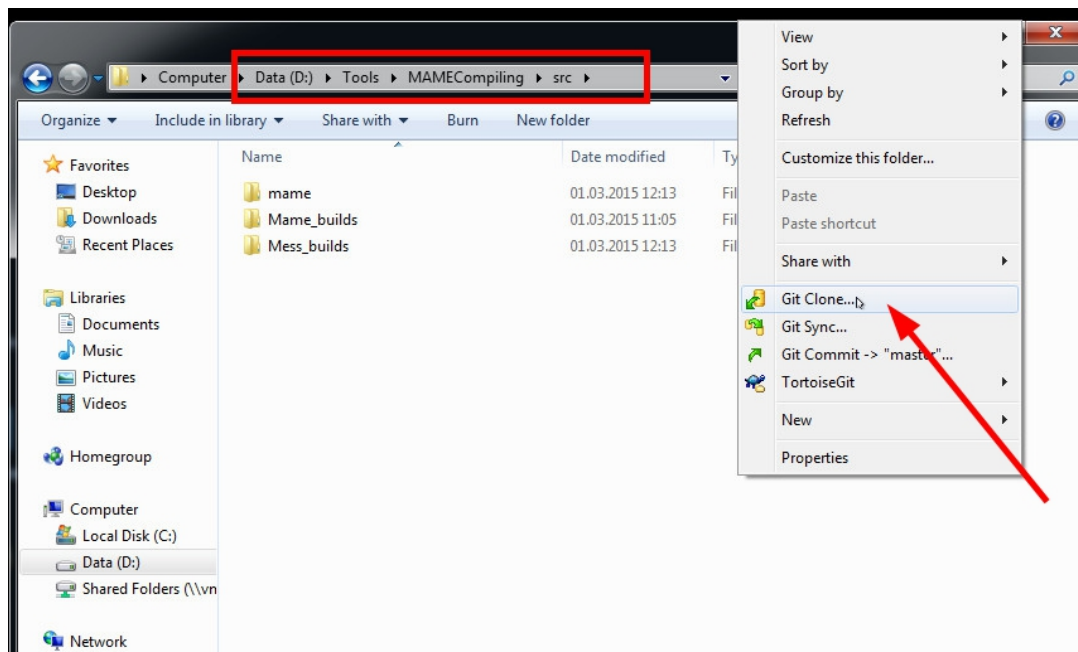 Computer Data (D:) Tools MAMECompiling src
Organize Include in library Share with Burn New folder
Favorites
Desktop
Downloads
Recent Places
Libraries
Documents
Music
Pictures
Videos
Homegroup
Computer
Local Disk (C:)
Data (D:)
Shared Folders (\\vn
Network
Name Date modified Ty
mame 01.03.2015 12:13 Fil
Mame_builds 01.03.2015 11:05 Fil
Mess_builds 01.03.2015 12:13 Fil
View
Sort by
Group by
Refresh
Customize this folder...
Paste
Paste shortcut
Share with
Git Clone...
Git Sync...
Git Commit -> "master"...
TortoiseGit
New
Properties